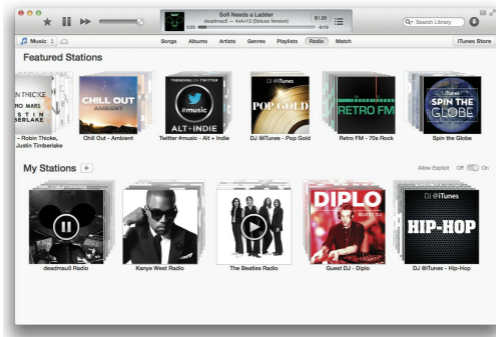 Sofi Needs a Ladder
deadmau5 — 4x4=12 (Deluxe Version)
$1.29
Search Library
Music
Songs Albums Artists Genres Playlists Radio Match
iTunes Store
Featured Stations
CHILL OUT
AMBIENT
TRENDING ON TWITTER
#music
ALT+INDIE
DJ @iTunes
POP GOLD
RETRO FM
DJ @iTunes
SPIN THE
GLOBE
- Robin Thicke,
Justin Timberlake
Chill Out - Ambient
Twitter #music - Alt + Indie
DJ @iTunes - Pop Gold
Retro FM - 70s Rock
Spin the Globe
My Stations +
Allow Explicit Off On
DIPLO
GUEST DJ
DJ @iTunes
HIP-HOP
deadmau5 Radio
Kanye West Radio
The Beatles Radio
Guest DJ - Diplo
DJ @iTunes - Hip-Hop